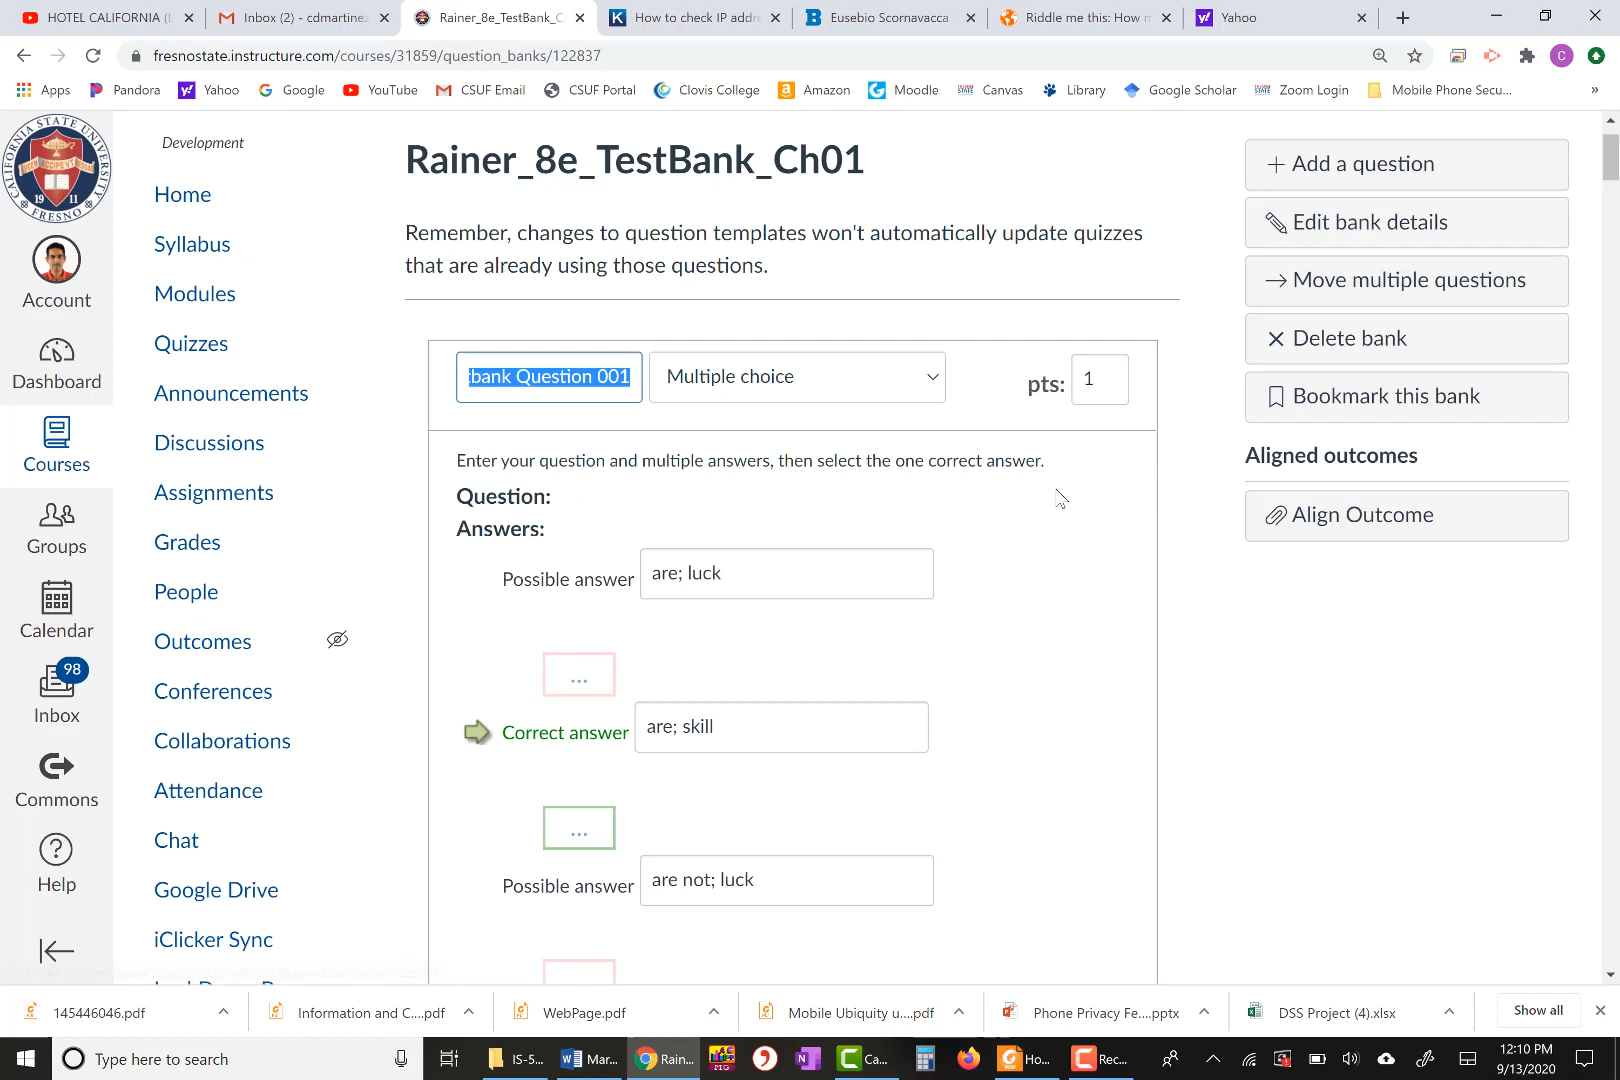 HOTEL CALIFORNIA (L
Inbox (2) - cdmartinez
Rainer_8e_TestBank_C
How to check IP addre
Eusebio Scornavacca
Riddle me this: How m
Yahoo
fresnostate.instructure.com/courses/31859/question_banks/122837
C
Apps
Pandora
Yahoo
Google
YouTube
CSUF Email
CSUF Portal
Clovis College
Amazon
Moodle
Canvas
Library
Google Scholar
Zoom Login
Mobile Phone Secu...
»
CALIFORNIA STATE UNIVERSITY
19 11
FRESNO
Account
Dashboard
Courses
Groups
Calendar
98
Inbox
Commons
Help
Development
Home
Syllabus
Modules
Quizzes
Announcements
Discussions
Assignments
Grades
People
Outcomes
Conferences
Collaborations
Attendance
Chat
Google Drive
iClicker Sync
Rainer_8e_TestBank_Ch01
Remember, changes to question templates won't automatically update quizzes
that are already using those questions.
tbank Question 001
Multiple choice
pts:
1
Enter your question and multiple answers, then select the one correct answer.
Question:
Answers:
Possible answer
are; luck
...
Correct answer
are; skill
...
Possible answer
are not; luck
Add a question
Edit bank details
Move multiple questions
Delete bank
Bookmark this bank
Aligned outcomes
Align Outcome
145446046.pdf
Information and C....pdf
WebPage.pdf
Mobile Ubiquity u....pdf
Phone Privacy Fe....pptx
DSS Project (4).xlsx
Show all
Type here to search
IS-5...
Mar...
Rain...
Ca...
Ho...
Rec...
12:10 PM
9/13/2020